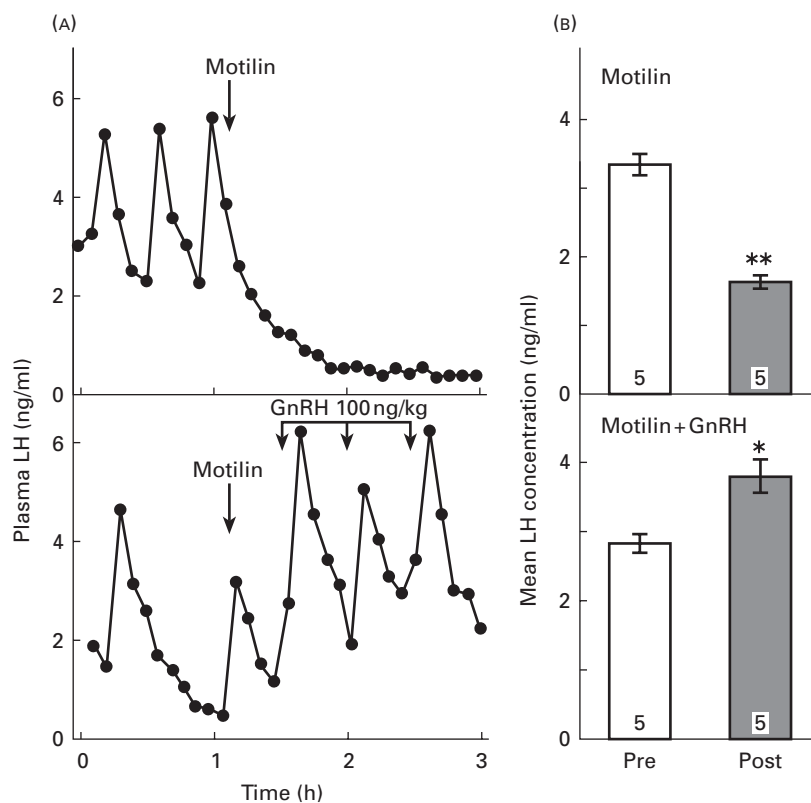 (A)
Motilin
6
4
2
0
GnRH 100 ng/kg
Motilin
6
4
2
0
Plasma LH (ng/ml)
0 1 2 3
Time (h)
(B)
Motilin
4
2
0
**
5 5
Motilin + GnRH
4
2
0
*
5 5
Mean LH concentration (ng/ml)
Pre Post